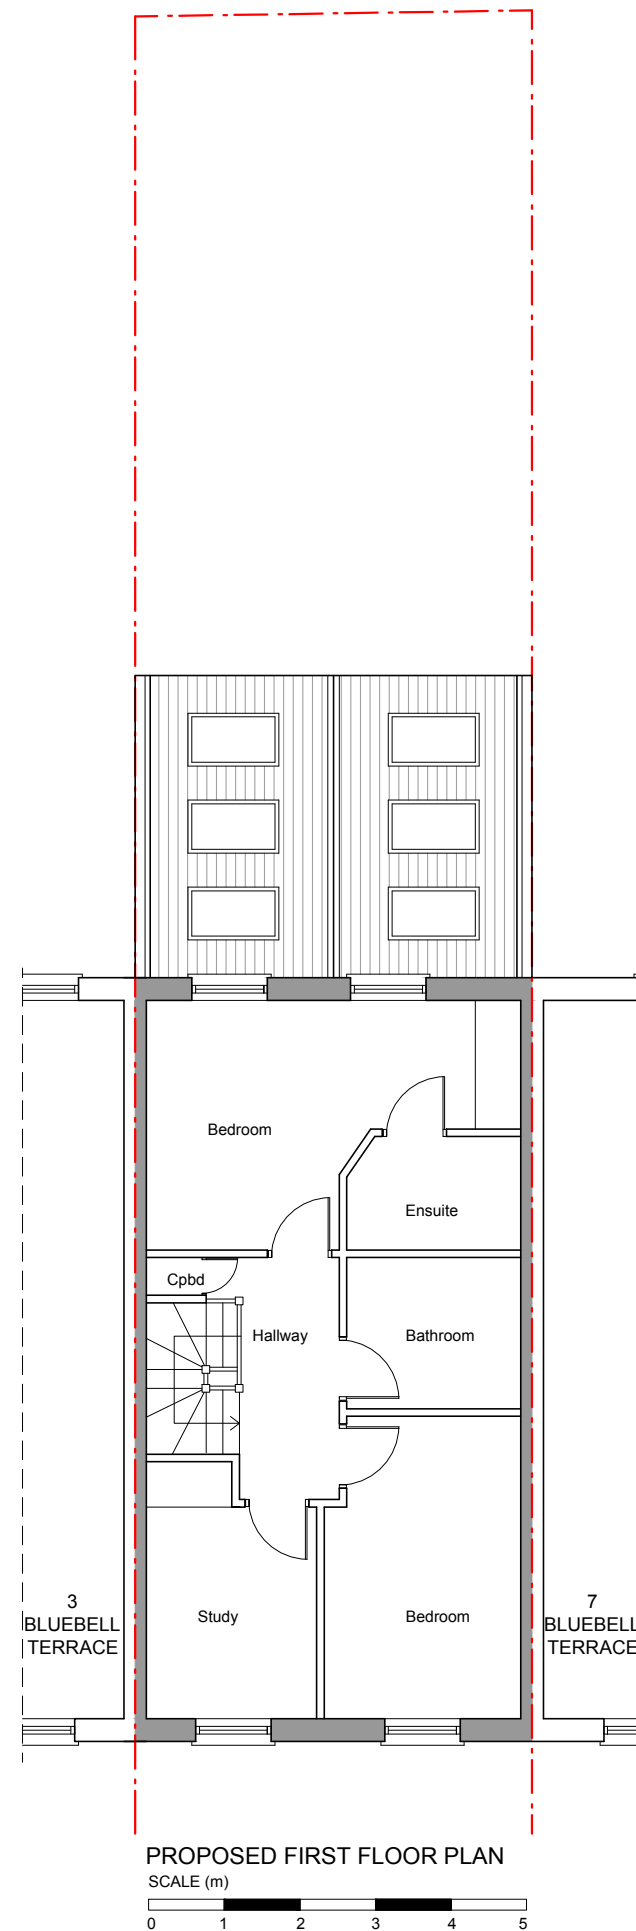 Bedroom
Ensuite
Cpbd
Hallway
Bathroom
3
BLUEBELL
TERRACE
Study
Bedroom
7
BLUEBELL
TERRACE
PROPOSED FIRST FLOOR PLAN
SCALE (m)
0 1 2 3 4 5